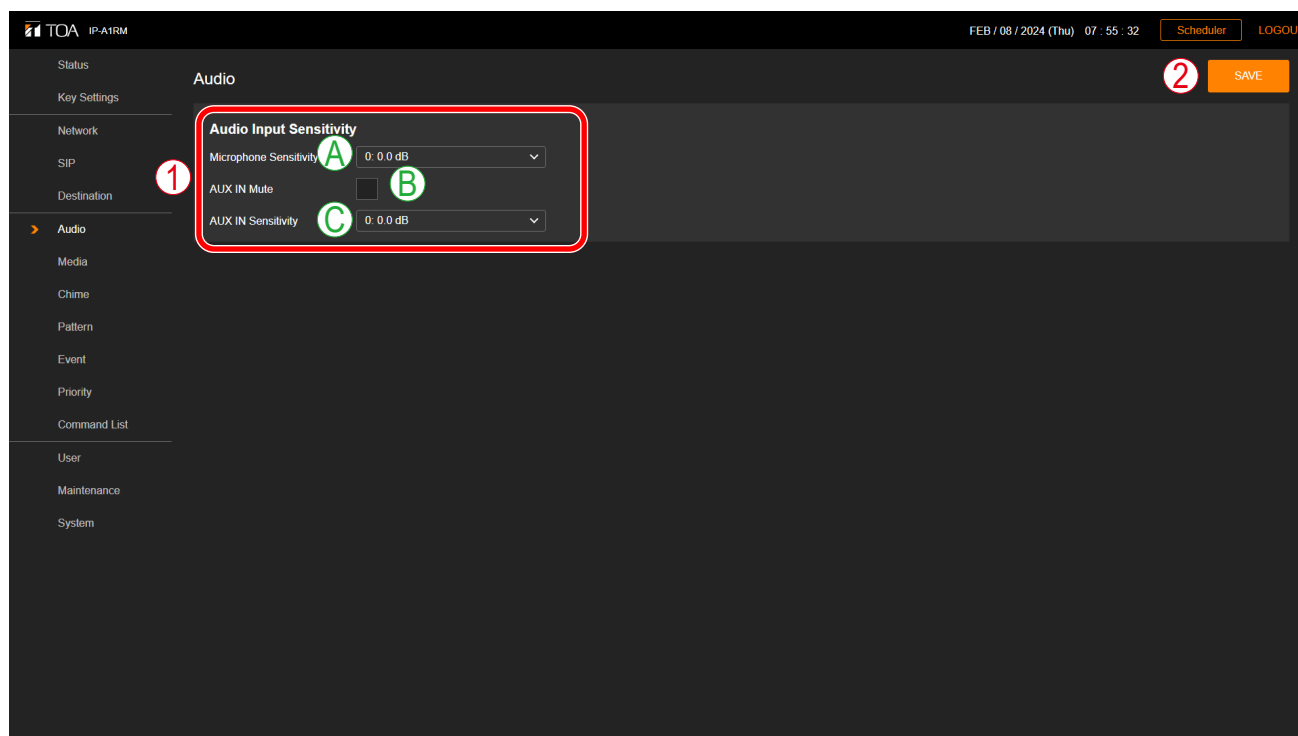 TOA IP-A1RM FEB / 08 / 2024 (Thu) 07 : 55 : 32 Scheduler LOGOU
Status
Key Settings
Network
SIP
Destination
Audio
Media
Chime
Pattern
Event
Priority
Command List
User
Maintenance
System
Audio
2 SAVE
1
Audio Input Sensitivity
Microphone Sensitivity A 0: 0.0 dB
AUX IN Mute B
AUX IN Sensitivity C 0: 0.0 dB